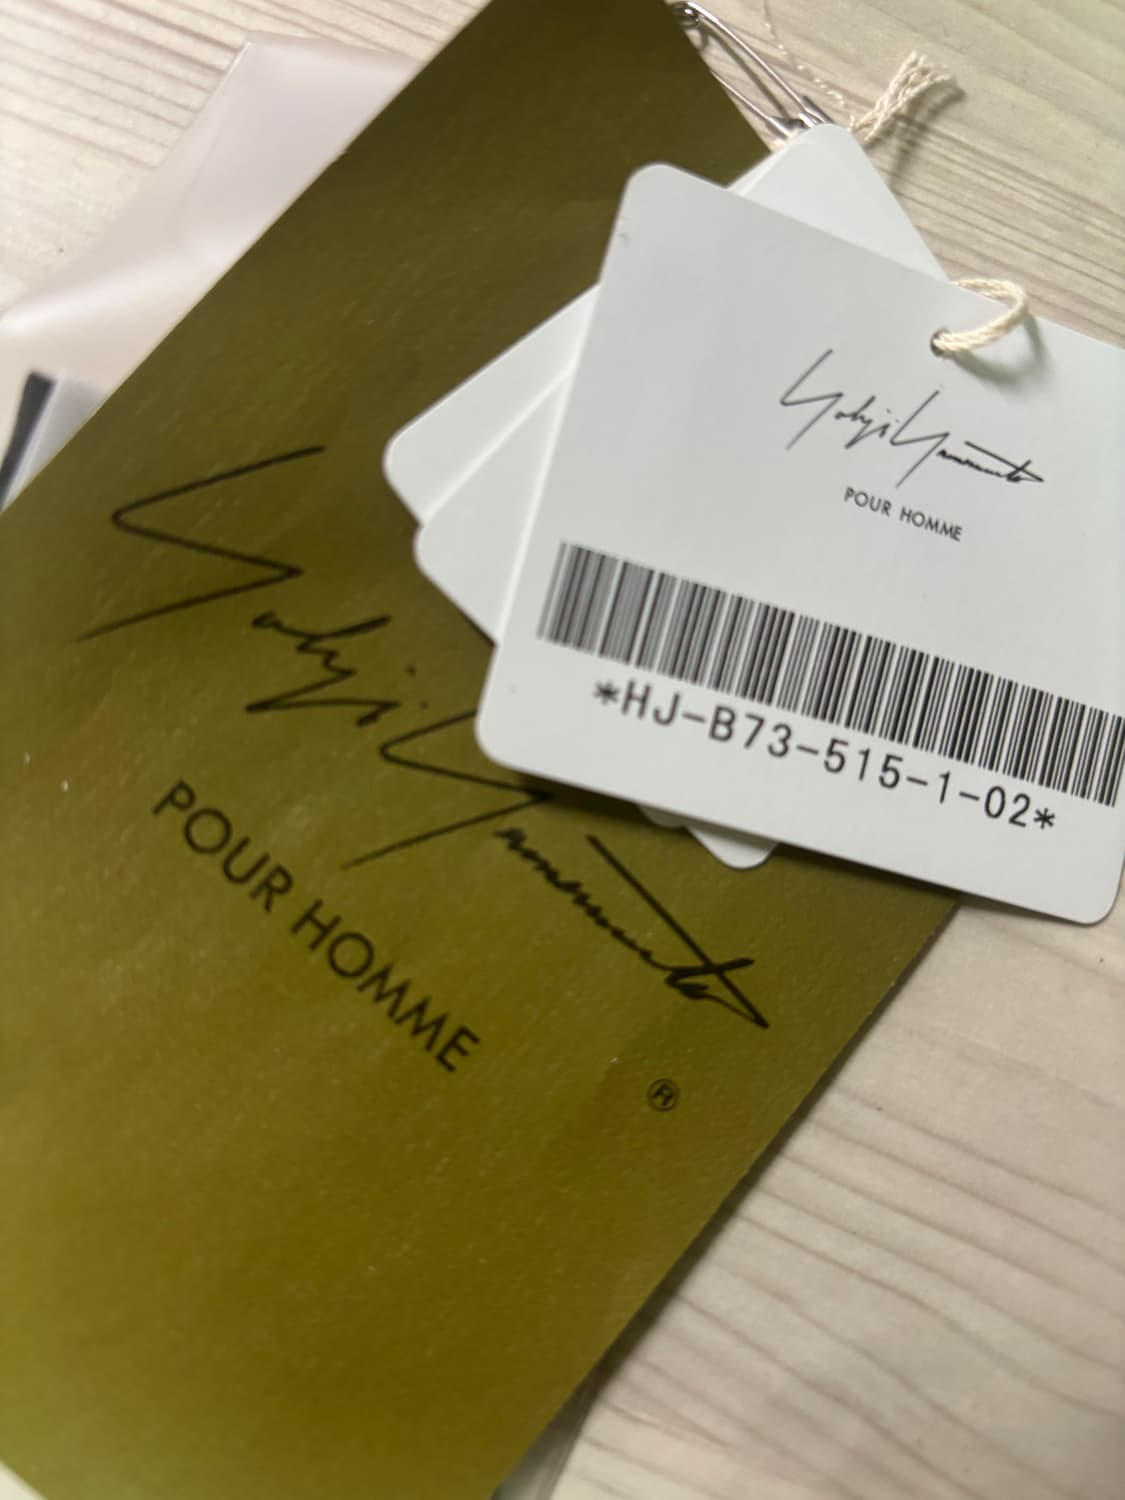 Yohji Yamamoto
POUR HOMME
*HJ-B73-515-1-02*
Yohji Yamamoto
POUR HOMME
®